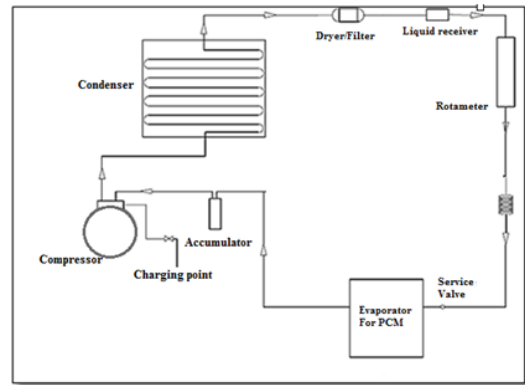 Dryer/Filter
Liquid receiver
Condenser
Rotameter
Accumulator
Compressor
Charging point
Service
Valve
Evaporator
For PCM